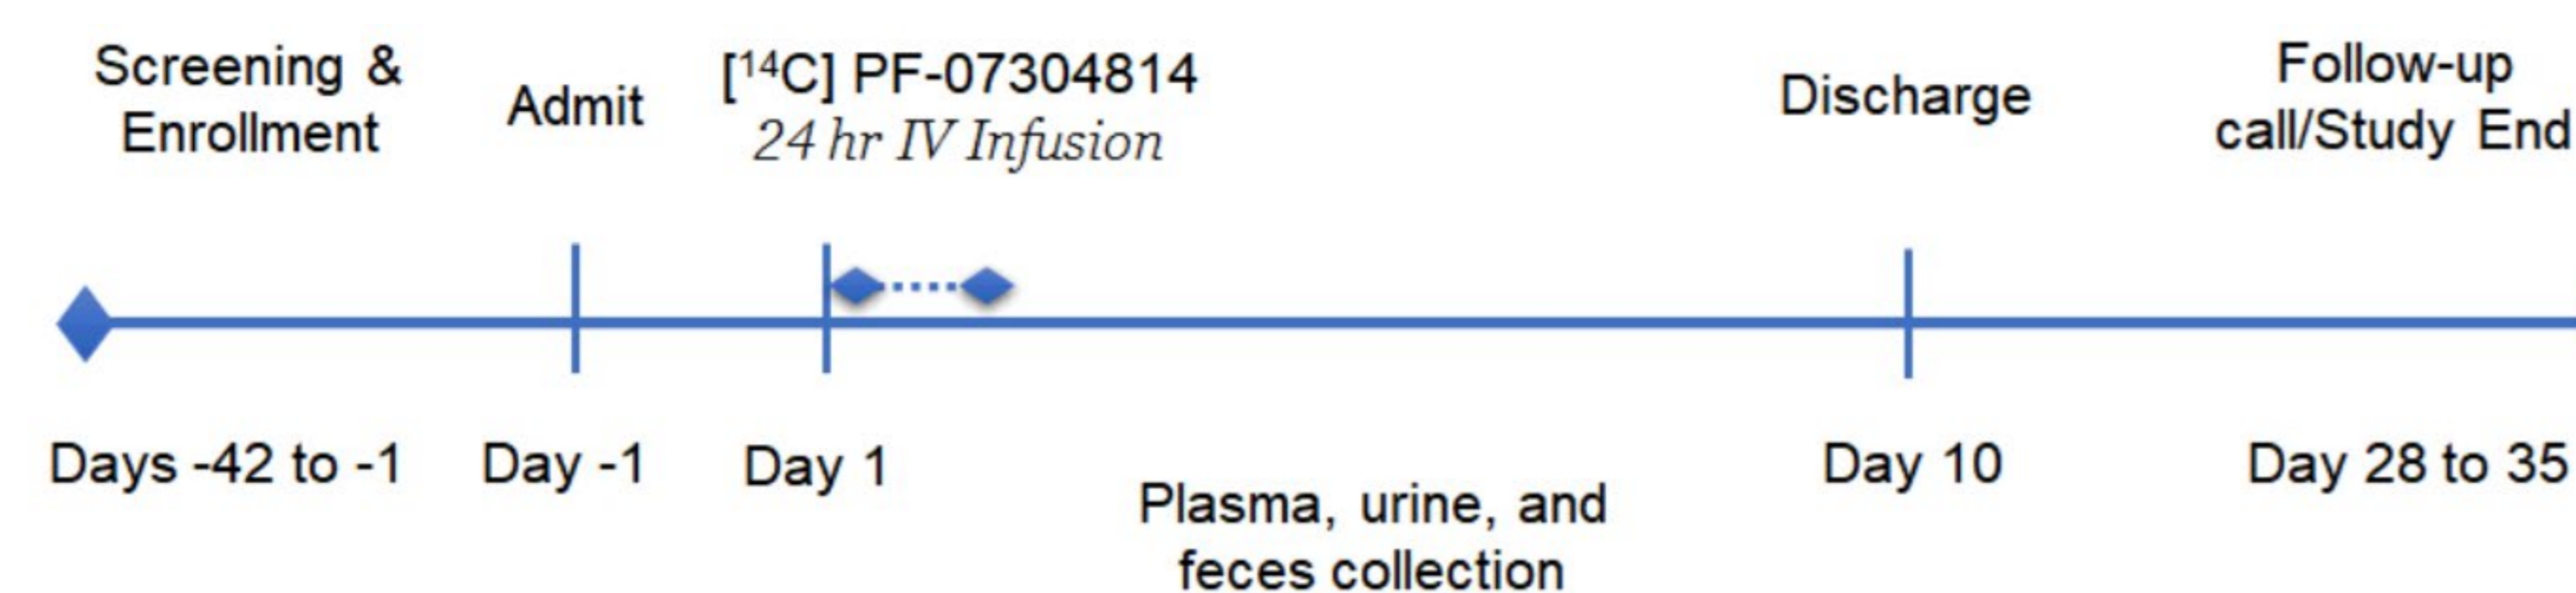 Screening &
Enrollment
Admit
[¹⁴C] PF-07304814
24 hr IV Infusion
Discharge
Follow-up
call/Study End
Days -42 to -1
Day -1
Day 1
Plasma, urine, and
feces collection
Day 10
Day 28 to 35